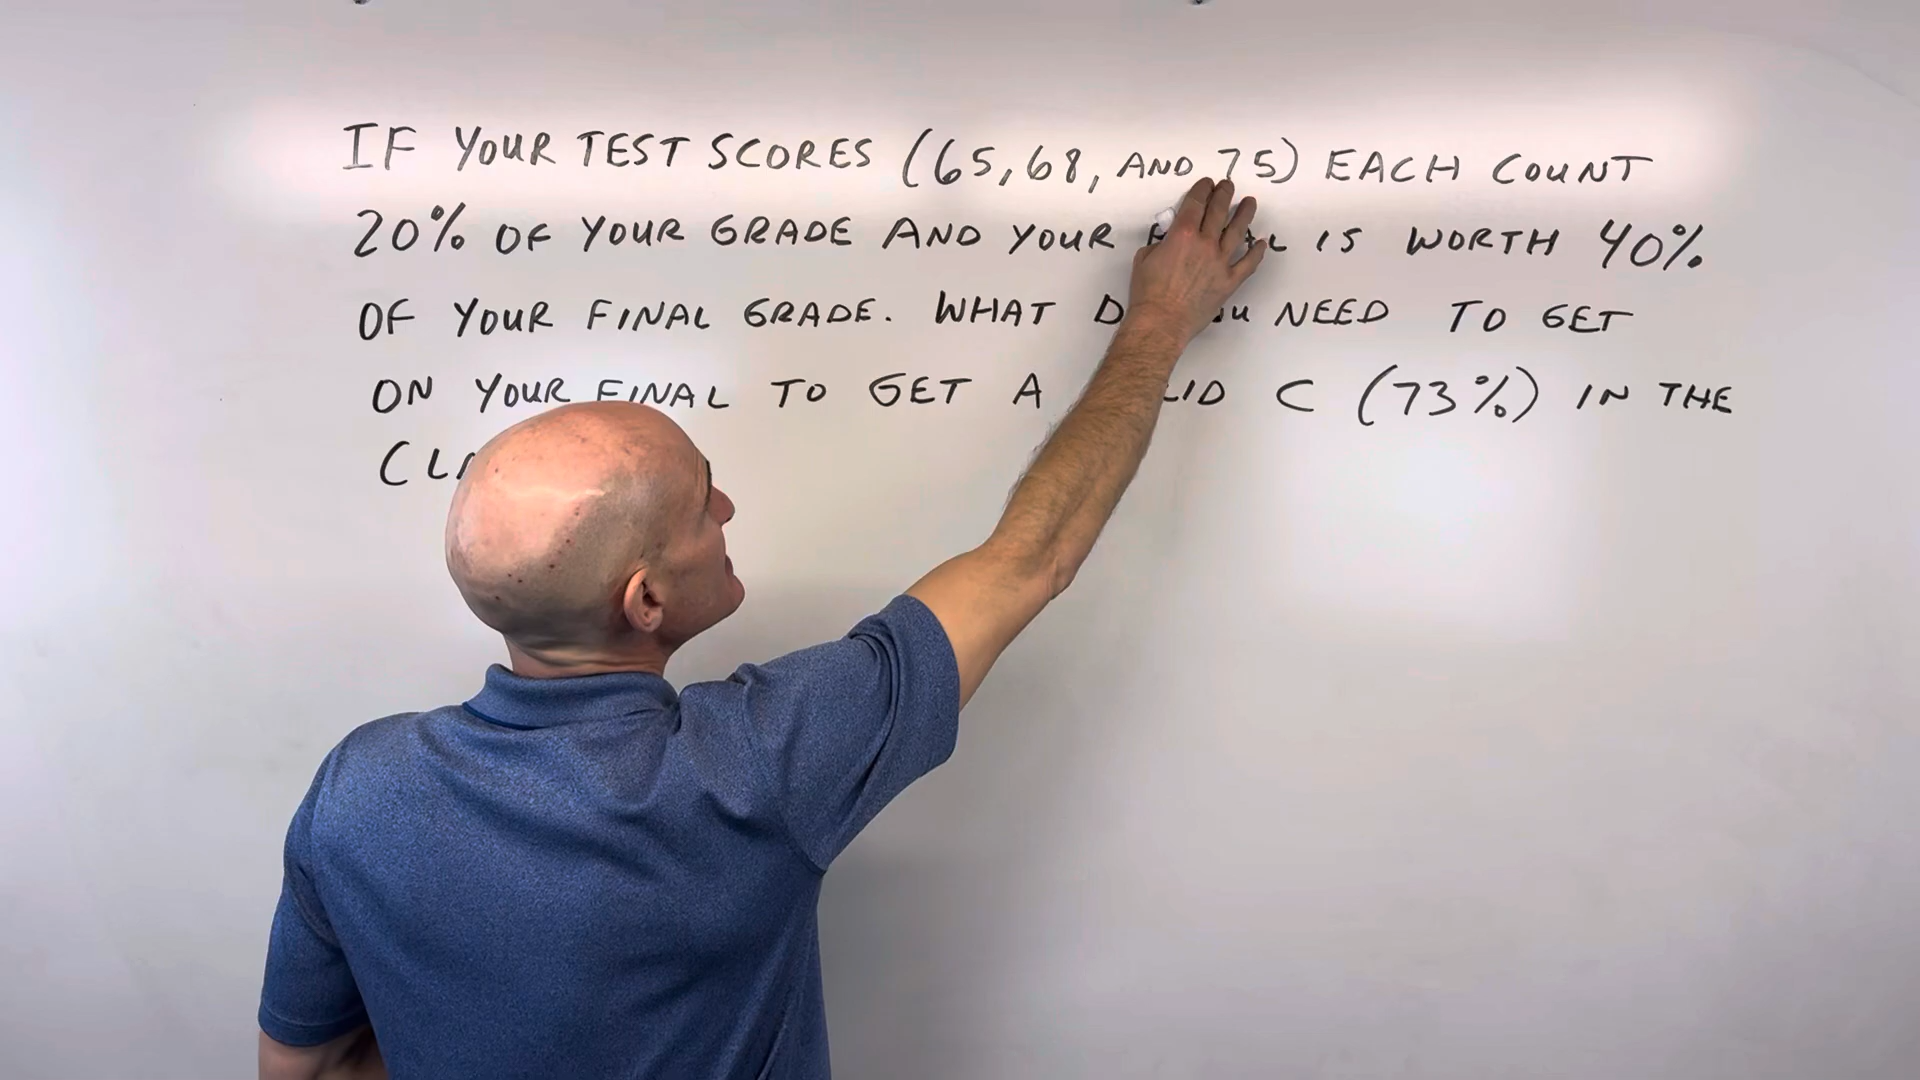 IF YOUR TEST SCORES (65, 68, AND 75) EACH COUNT
20% OF YOUR GRADE AND YOUR IS WORTH 40%
OF YOUR FINAL GRADE. WHAT NEED TO GET
ON YOUR FINAL TO GET A C (73%) IN THE